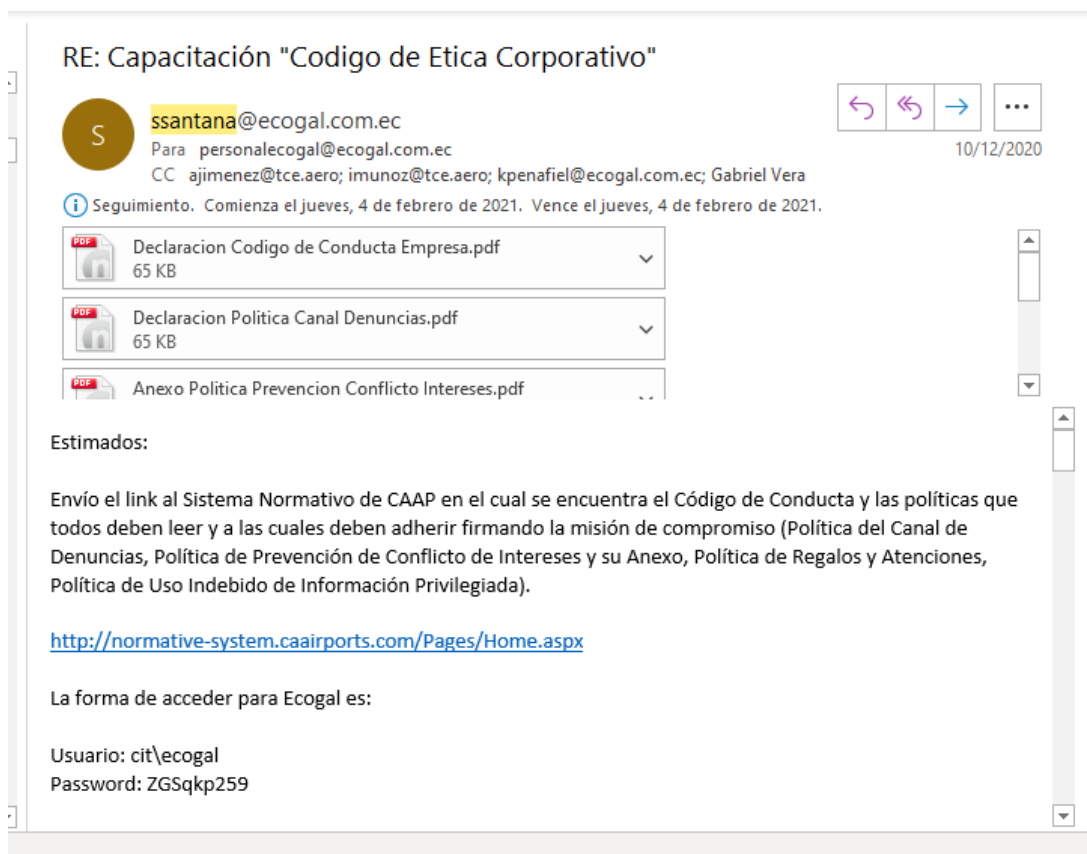 RE: Capacitación "Codigo de Etica Corporativo"
S
ssantana@ecogal.com.ec
Para personalecogal@ecogal.com.ec
10/12/2020
CC ajimenez@tce.aero; imunoz@tce.aero; kpenafiel@ecogal.com.ec; Gabriel Vera
Seguimiento. Comienza el jueves, 4 de febrero de 2021. Vence el jueves, 4 de febrero de 2021.
PDF
Declaracion Codigo de Conducta Empresa.pdf
65 KB
PDF
Declaracion Politica Canal Denuncias.pdf
65 KB
PDF
Anexo Politica Prevencion Conflicto Intereses.pdf
Estimados:
Envío el link al Sistema Normativo de CAAP en el cual se encuentra el Código de Conducta y las políticas que
todos deben leer y a las cuales deben adherir firmando la misión de compromiso (Política del Canal de
Denuncias, Política de Prevención de Conflicto de Intereses y su Anexo, Política de Regalos y Atenciones,
Política de Uso Indebido de Información Privilegiada).
http://normative-system.caairports.com/Pages/Home.aspx
La forma de acceder para Ecogal es:
Usuario: cit\ecogal
Password: ZGSqkp259